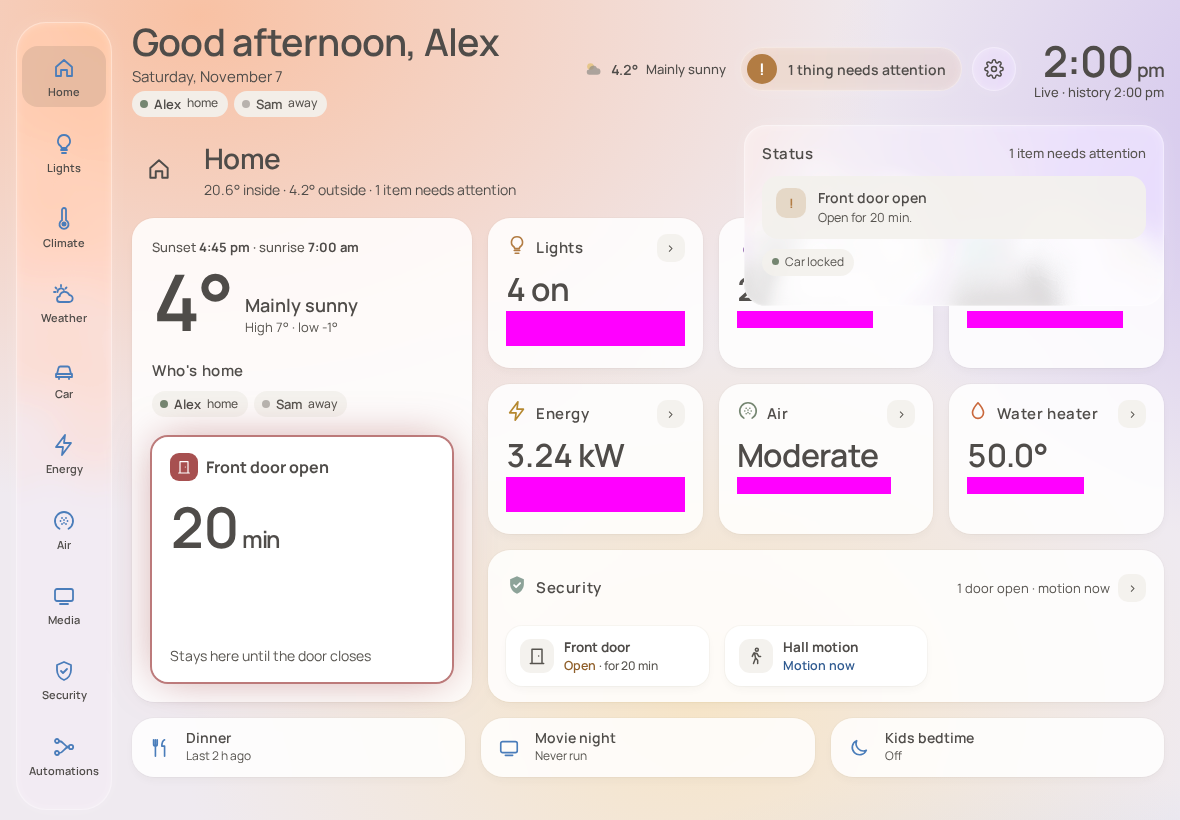 Good afternoon, Alex
Saturday, November 7
Alex home
Sam away
4.2° Mainly sunny
! 1 thing needs attention
2:00 pm
Live · history 2:00 pm
Home
Lights
Climate
Weather
Car
Energy
Air
Media
Security
Automations
Home
20.6° inside · 4.2° outside · 1 item needs attention
Status
1 item needs attention
! Front door open
Open for 20 min.
Car locked
Sunset 4:45 pm · sunrise 7:00 am
4°
Mainly sunny
High 7° · low -1°
Who's home
Alex home
Sam away
Front door open
20 min
Stays here until the door closes
Lights
4 on
Energy
3.24 kW
Air
Moderate
Water heater
50.0°
Security
1 door open · motion now
Front door
Open · for 20 min
Hall motion
Motion now
Dinner
Last 2 h ago
Movie night
Never run
Kids bedtime
Off